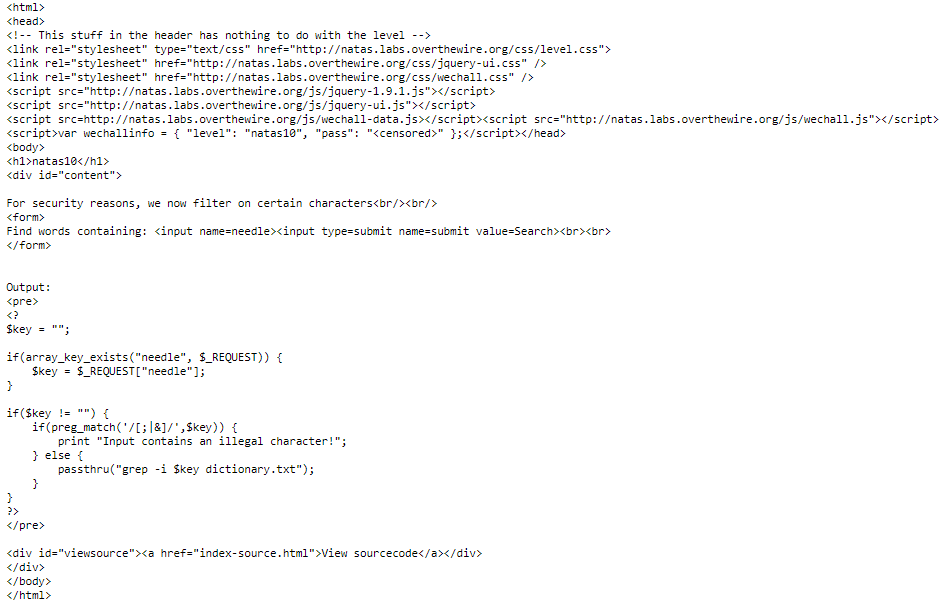 <html>
<head>
<!-- This stuff in the header has nothing to do with the level -->
<link rel="stylesheet" type="text/css" href="http://natas.labs.overthewire.org/css/level.css">
<link rel="stylesheet" href="http://natas.labs.overthewire.org/css/jquery-ui.css" />
<link rel="stylesheet" href="http://natas.labs.overthewire.org/css/wechall.css" />
<script src="http://natas.labs.overthewire.org/js/jquery-1.9.1.js"></script>
<script src="http://natas.labs.overthewire.org/js/jquery-ui.js"></script>
<script src=http://natas.labs.overthewire.org/js/wechall-data.js></script><script src="http://natas.labs.overthewire.org/js/wechall.js"></script>
<script>var wechallinfo = { "level": "natas10", "pass": "<censored>" };</script></head>
<body>
<h1>natas10</h1>
<div id="content">

For security reasons, we now filter on certain characters<br/><br/>
<form>
Find words containing: <input name=needle><input type=submit name=submit value=Search><br><br>
</form>


Output:
<pre>
<?
$key = "";

if(array_key_exists("needle", $_REQUEST)) {
    $key = $_REQUEST["needle"];
}

if($key != "") {
    if(preg_match('/[;|&]/',$key)) {
        print "Input contains an illegal character!";
    } else {
        passthru("grep -i $key dictionary.txt");
    }
}
?>
</pre>

<div id="viewsource"><a href="index-source.html">View sourcecode</a></div>
</div>
</body>
</html>